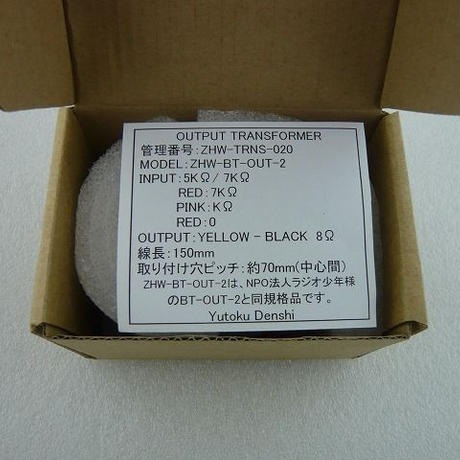 OUTPUT TRANSFORMER
管理番号:ZHW-TRNS-020
MODEL:ZHW-BT-OUT-2
INPUT:5KΩ/ 7KΩ
RED:7KΩ
PINK:KΩ
RED:0
OUTPUT:YELLOW - BLACK 8Ω
線長:150mm
取り付け穴ピッチ:約70mm(中心間)
ZHW-BT-OUT-2は、NPO法人ラジオ少年様
のBT-OUT-2と同規格品です。
Yutoku Denshi